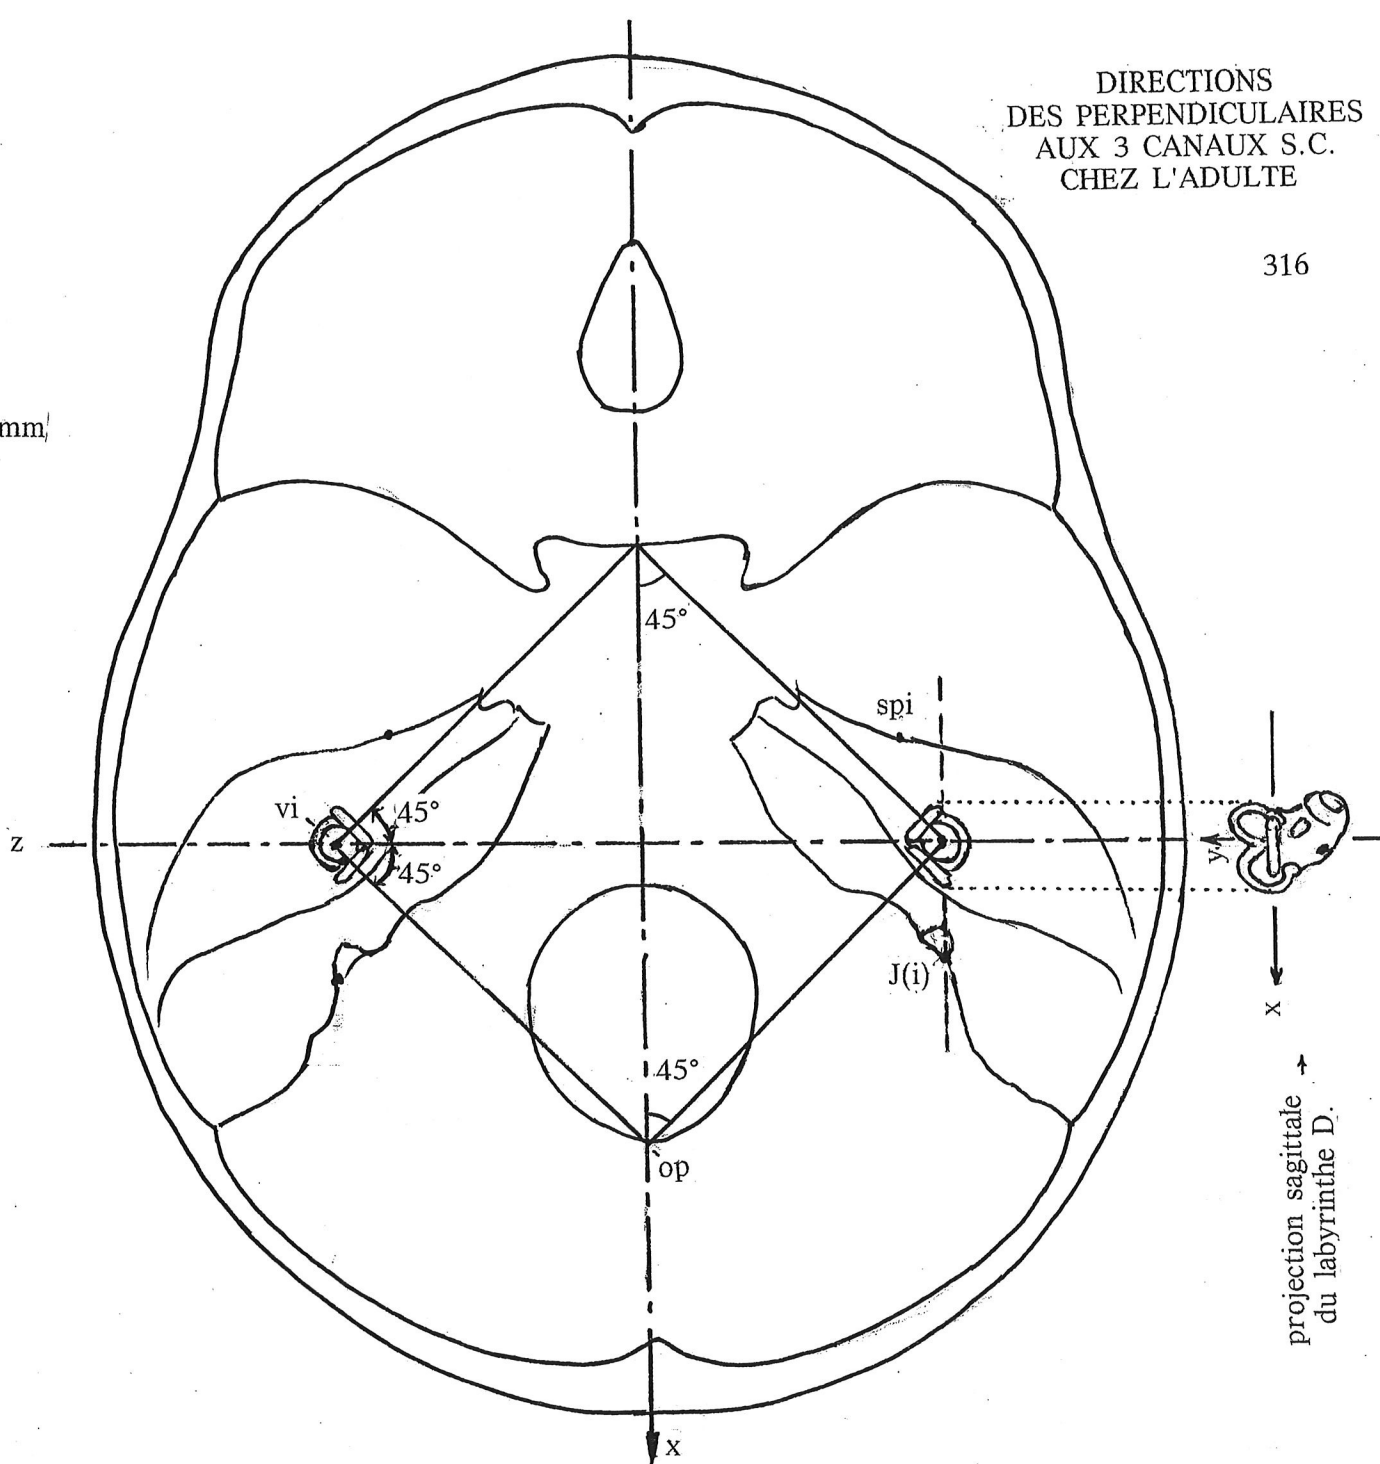 DIRECTIONS
DES PERPENDICULAIRES
AUX 3 CANAUX S.C.
CHEZ L'ADULTE
316
mm
45°
spi
vi
45°
z
y
45°
J(i)
x
45°
op
projection sagittale →
du labyrinthe D.
x